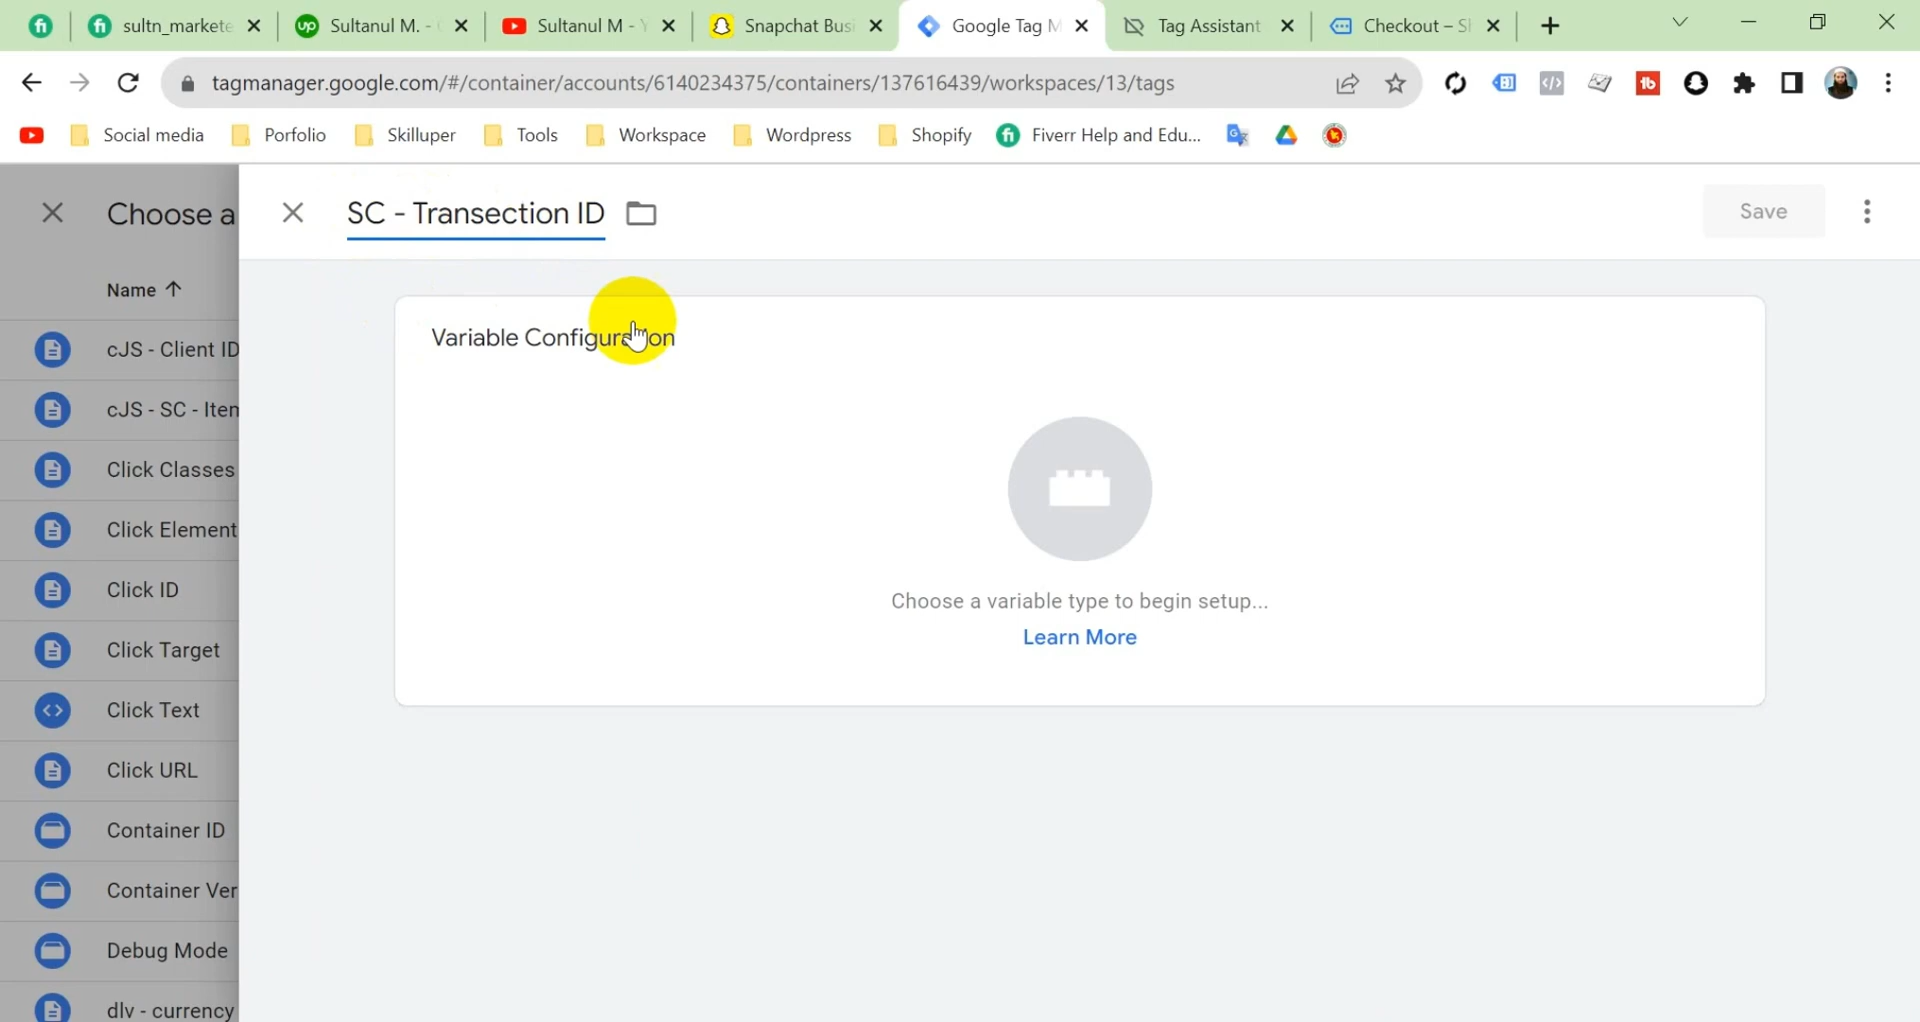 sultn_markete
Sultanul M. -
Sultanul M - Y
Snapchat Busi
Google Tag M
Tag Assistant
Checkout – Sl
tagmanager.google.com/#/container/accounts/6140234375/containers/137616439/workspaces/13/tags
Social media
Porfolio
Skilluper
Tools
Workspace
Wordpress
Shopify
Fiverr Help and Edu...
Choose a
SC - Transection ID
Save
Name
Variable Configuration
cJS - Client ID
cJS - SC - Item
Click Classes
Click Element
Click ID
Click Target
Click Text
Click URL
Container ID
Container Ver
Debug Mode
dlv - currency
Choose a variable type to begin setup...
Learn More